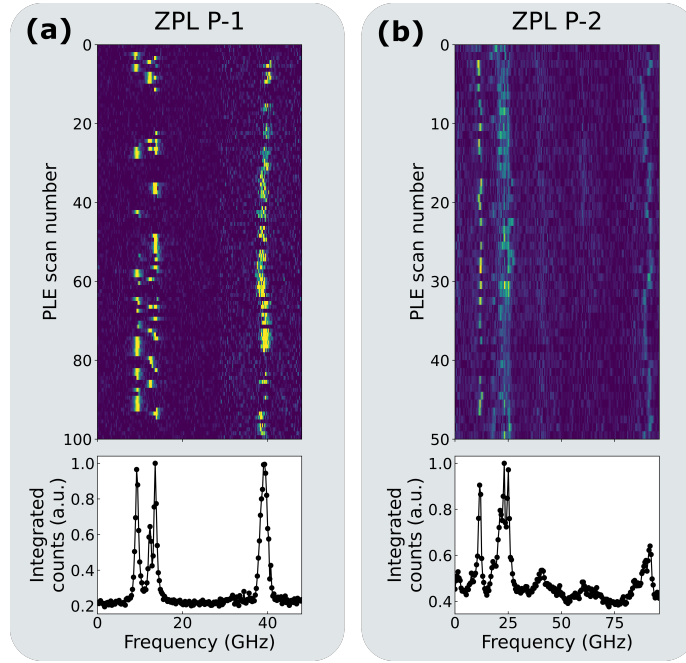 (a) ZPL P-1
0
20
40
60
80
100
PLE scan number
1.0
0.8
0.6
0.4
0.2
Integrated
counts (a.u.)
0 20 40
Frequency (GHz)
(b) ZPL P-2
0
10
20
30
40
50
PLE scan number
1.0
0.8
0.6
0.4
Integrated
counts (a.u.)
0 25 50 75
Frequency (GHz)